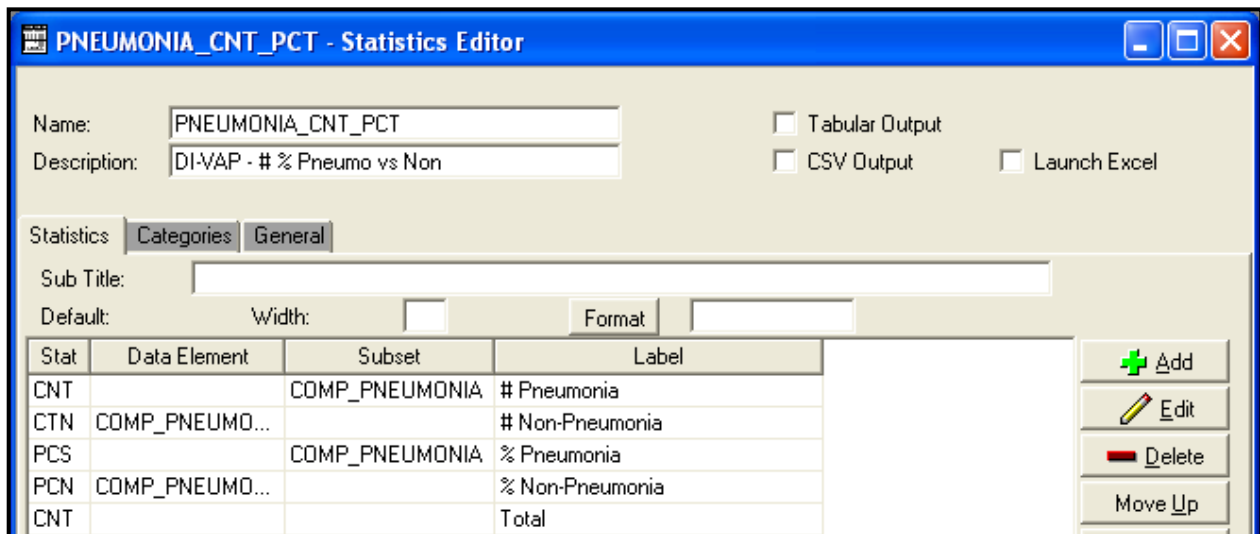 PNEUMONIA_CNT_PCT - Statistics Editor
Name: PNEUMONIA_CNT_PCT Tabular Output
Description: DI-VAP - # % Pneumo vs Non CSV Output Launch Excel
Statistics Categories General
Sub Title:
Default: Width: Format
Stat Data Element Subset Label Add
CNT COMP_PNEUMONIA # Pneumonia
CTN COMP_PNEUMO... # Non-Pneumonia Edit
PCS COMP_PNEUMONIA % Pneumonia Delete
PCN COMP_PNEUMO... % Non-Pneumonia
CNT Total Move Up